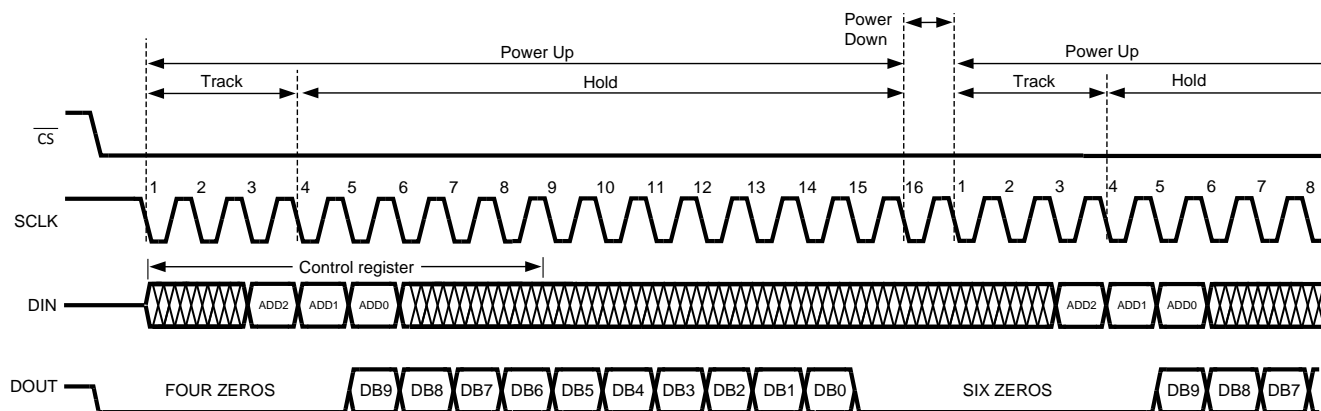 Power
Down
Power Up
Power Up
Track
Hold
Track
Hold
CS
1 2 3 4 5 6 7 8 9 10 11 12 13 14 15 16 1 2 3 4 5 6 7 8
SCLK
Control register
DIN
ADD2 ADD1 ADD0 ADD2 ADD1 ADD0
DOUT
FOUR ZEROS DB9 DB8 DB7 DB6 DB5 DB4 DB3 DB2 DB1 DB0 SIX ZEROS DB9 DB8 DB7